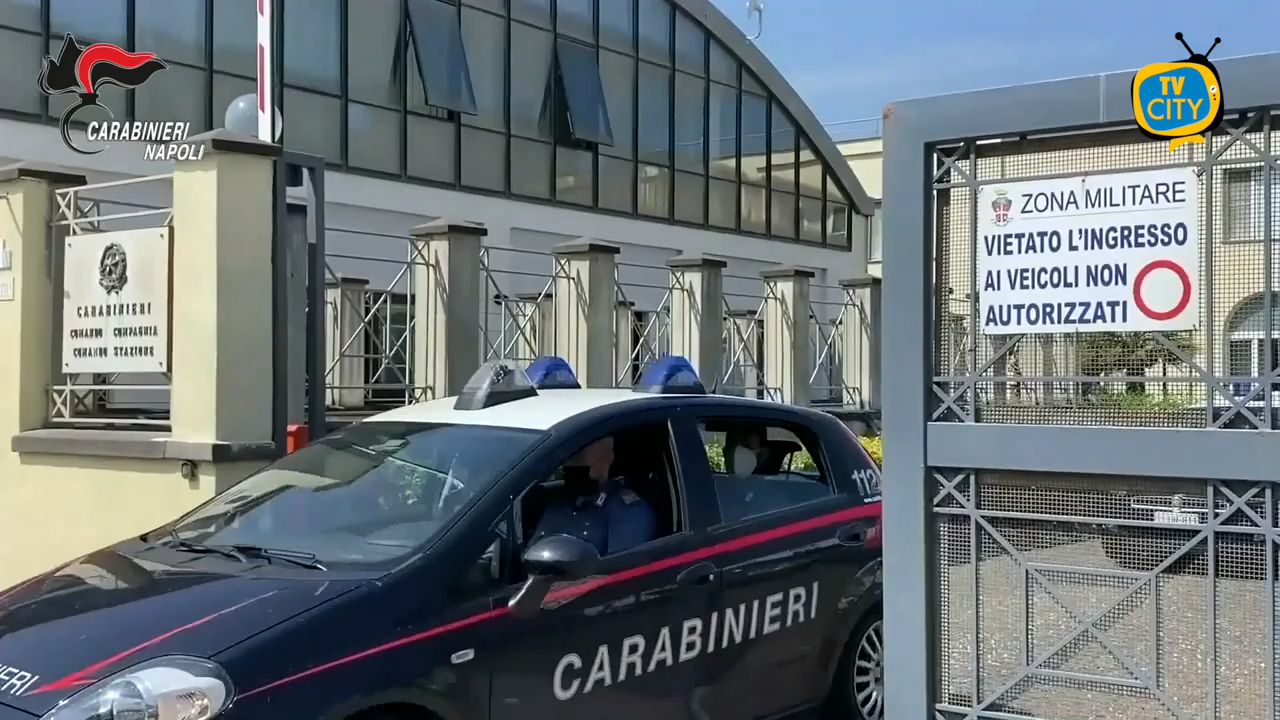 CARABINIERI
NAPOLI
TV
CITY
CARABINIERI
COMANDO COMPAGNIA
COMANDO STAZIONE
ZONA MILITARE
VIETATO L'INGRESSO
AI VEICOLI NON
AUTORIZZATI
112
CARABINIERI
NIERI